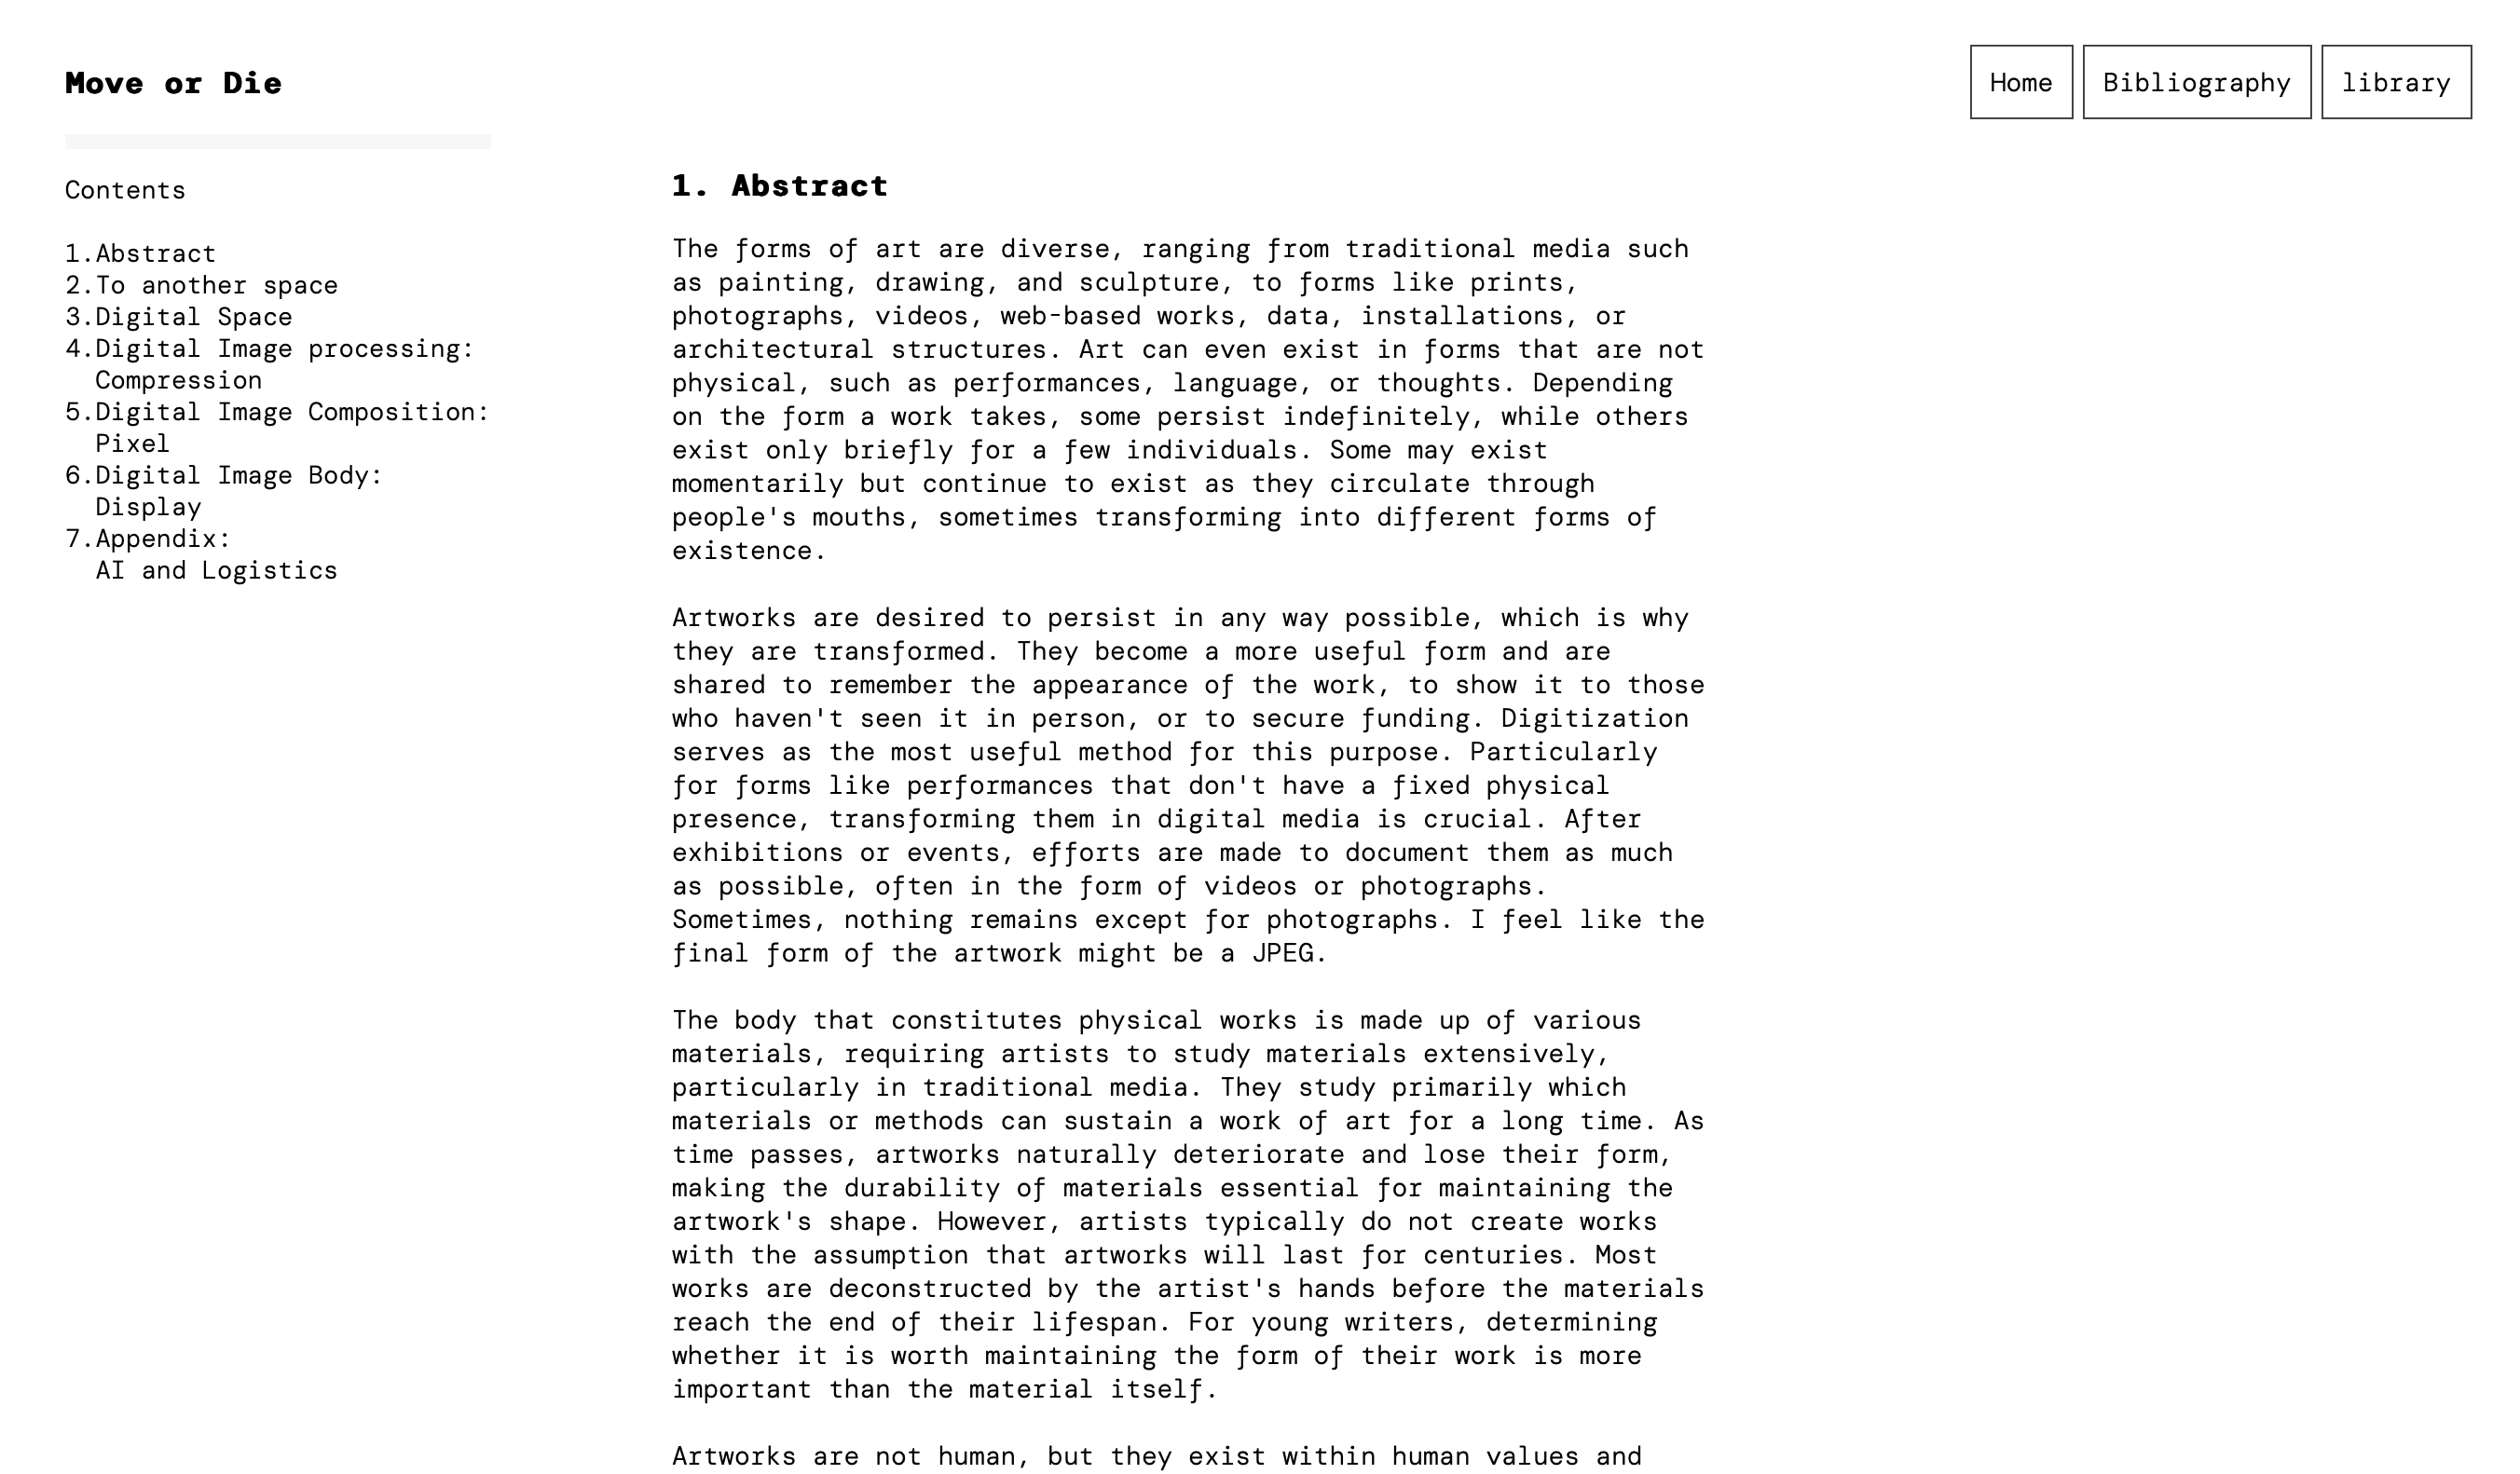 Move or Die
Home
Bibliography
library
Contents
1.Abstract
2.To another space
3.Digital Space
4.Digital Image processing:
Compression
5.Digital Image Composition:
Pixel
6.Digital Image Body:
Display
7.Appendix:
AI and Logistics
1. Abstract
The forms of art are diverse, ranging from traditional media such
as painting, drawing, and sculpture, to forms like prints,
photographs, videos, web-based works, data, installations, or
architectural structures. Art can even exist in forms that are not
physical, such as performances, language, or thoughts. Depending
on the form a work takes, some persist indefinitely, while others
exist only briefly for a few individuals. Some may exist
momentarily but continue to exist as they circulate through
people's mouths, sometimes transforming into different forms of
existence.
Artworks are desired to persist in any way possible, which is why
they are transformed. They become a more useful form and are
shared to remember the appearance of the work, to show it to those
who haven't seen it in person, or to secure funding. Digitization
serves as the most useful method for this purpose. Particularly
for forms like performances that don't have a fixed physical
presence, transforming them in digital media is crucial. After
exhibitions or events, efforts are made to document them as much
as possible, often in the form of videos or photographs.
Sometimes, nothing remains except for photographs. I feel like the
final form of the artwork might be a JPEG.
The body that constitutes physical works is made up of various
materials, requiring artists to study materials extensively,
particularly in traditional media. They study primarily which
materials or methods can sustain a work of art for a long time. As
time passes, artworks naturally deteriorate and lose their form,
making the durability of materials essential for maintaining the
artwork's shape. However, artists typically do not create works
with the assumption that artworks will last for centuries. Most
works are deconstructed by the artist's hands before the materials
reach the end of their lifespan. For young writers, determining
whether it is worth maintaining the form of their work is more
important than the material itself.
Artworks are not human, but they exist within human values and